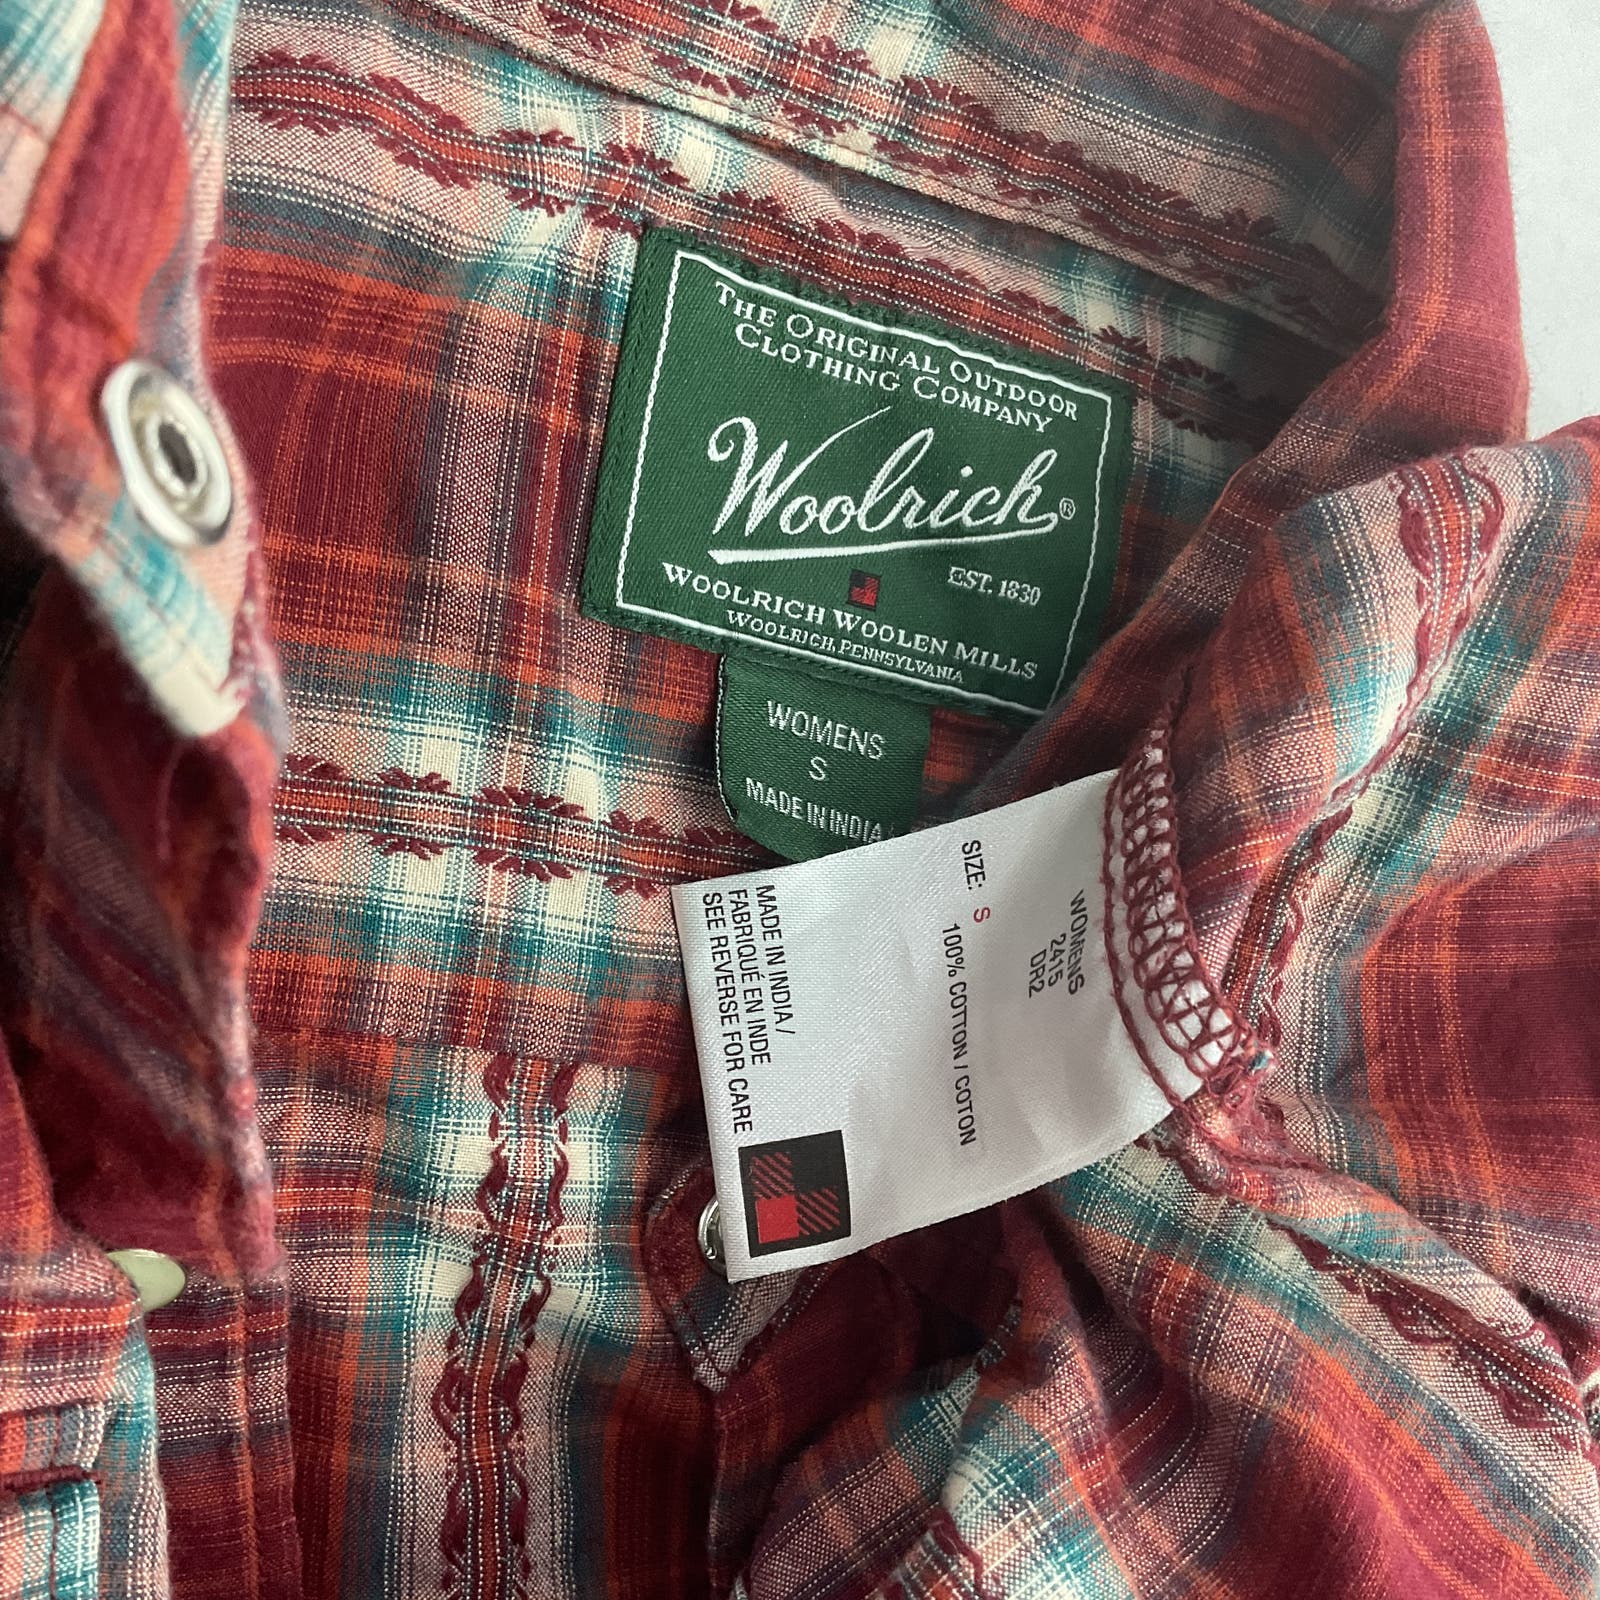 THE ORIGINAL OUTDOOR
CLOTHING COMPANY
Woolrich®
EST. 1830
WOOLRICH WOOLEN MILLS
WOOLRICH, PENNSYLVANIA
WOMENS
S
MADE IN INDIA
WOMENS
2415
DR2
SIZE: S
100% COTTON / COTON
MADE IN INDIA /
FABRIQUÉ EN INDE
SEE REVERSE FOR CARE